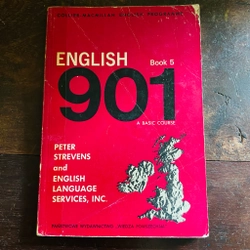 ENGLISH
Book 5
901
A BASIC COURSE
PETER
STREVENS
and
ENGLISH
LANGUAGE
SERVICES, INC.